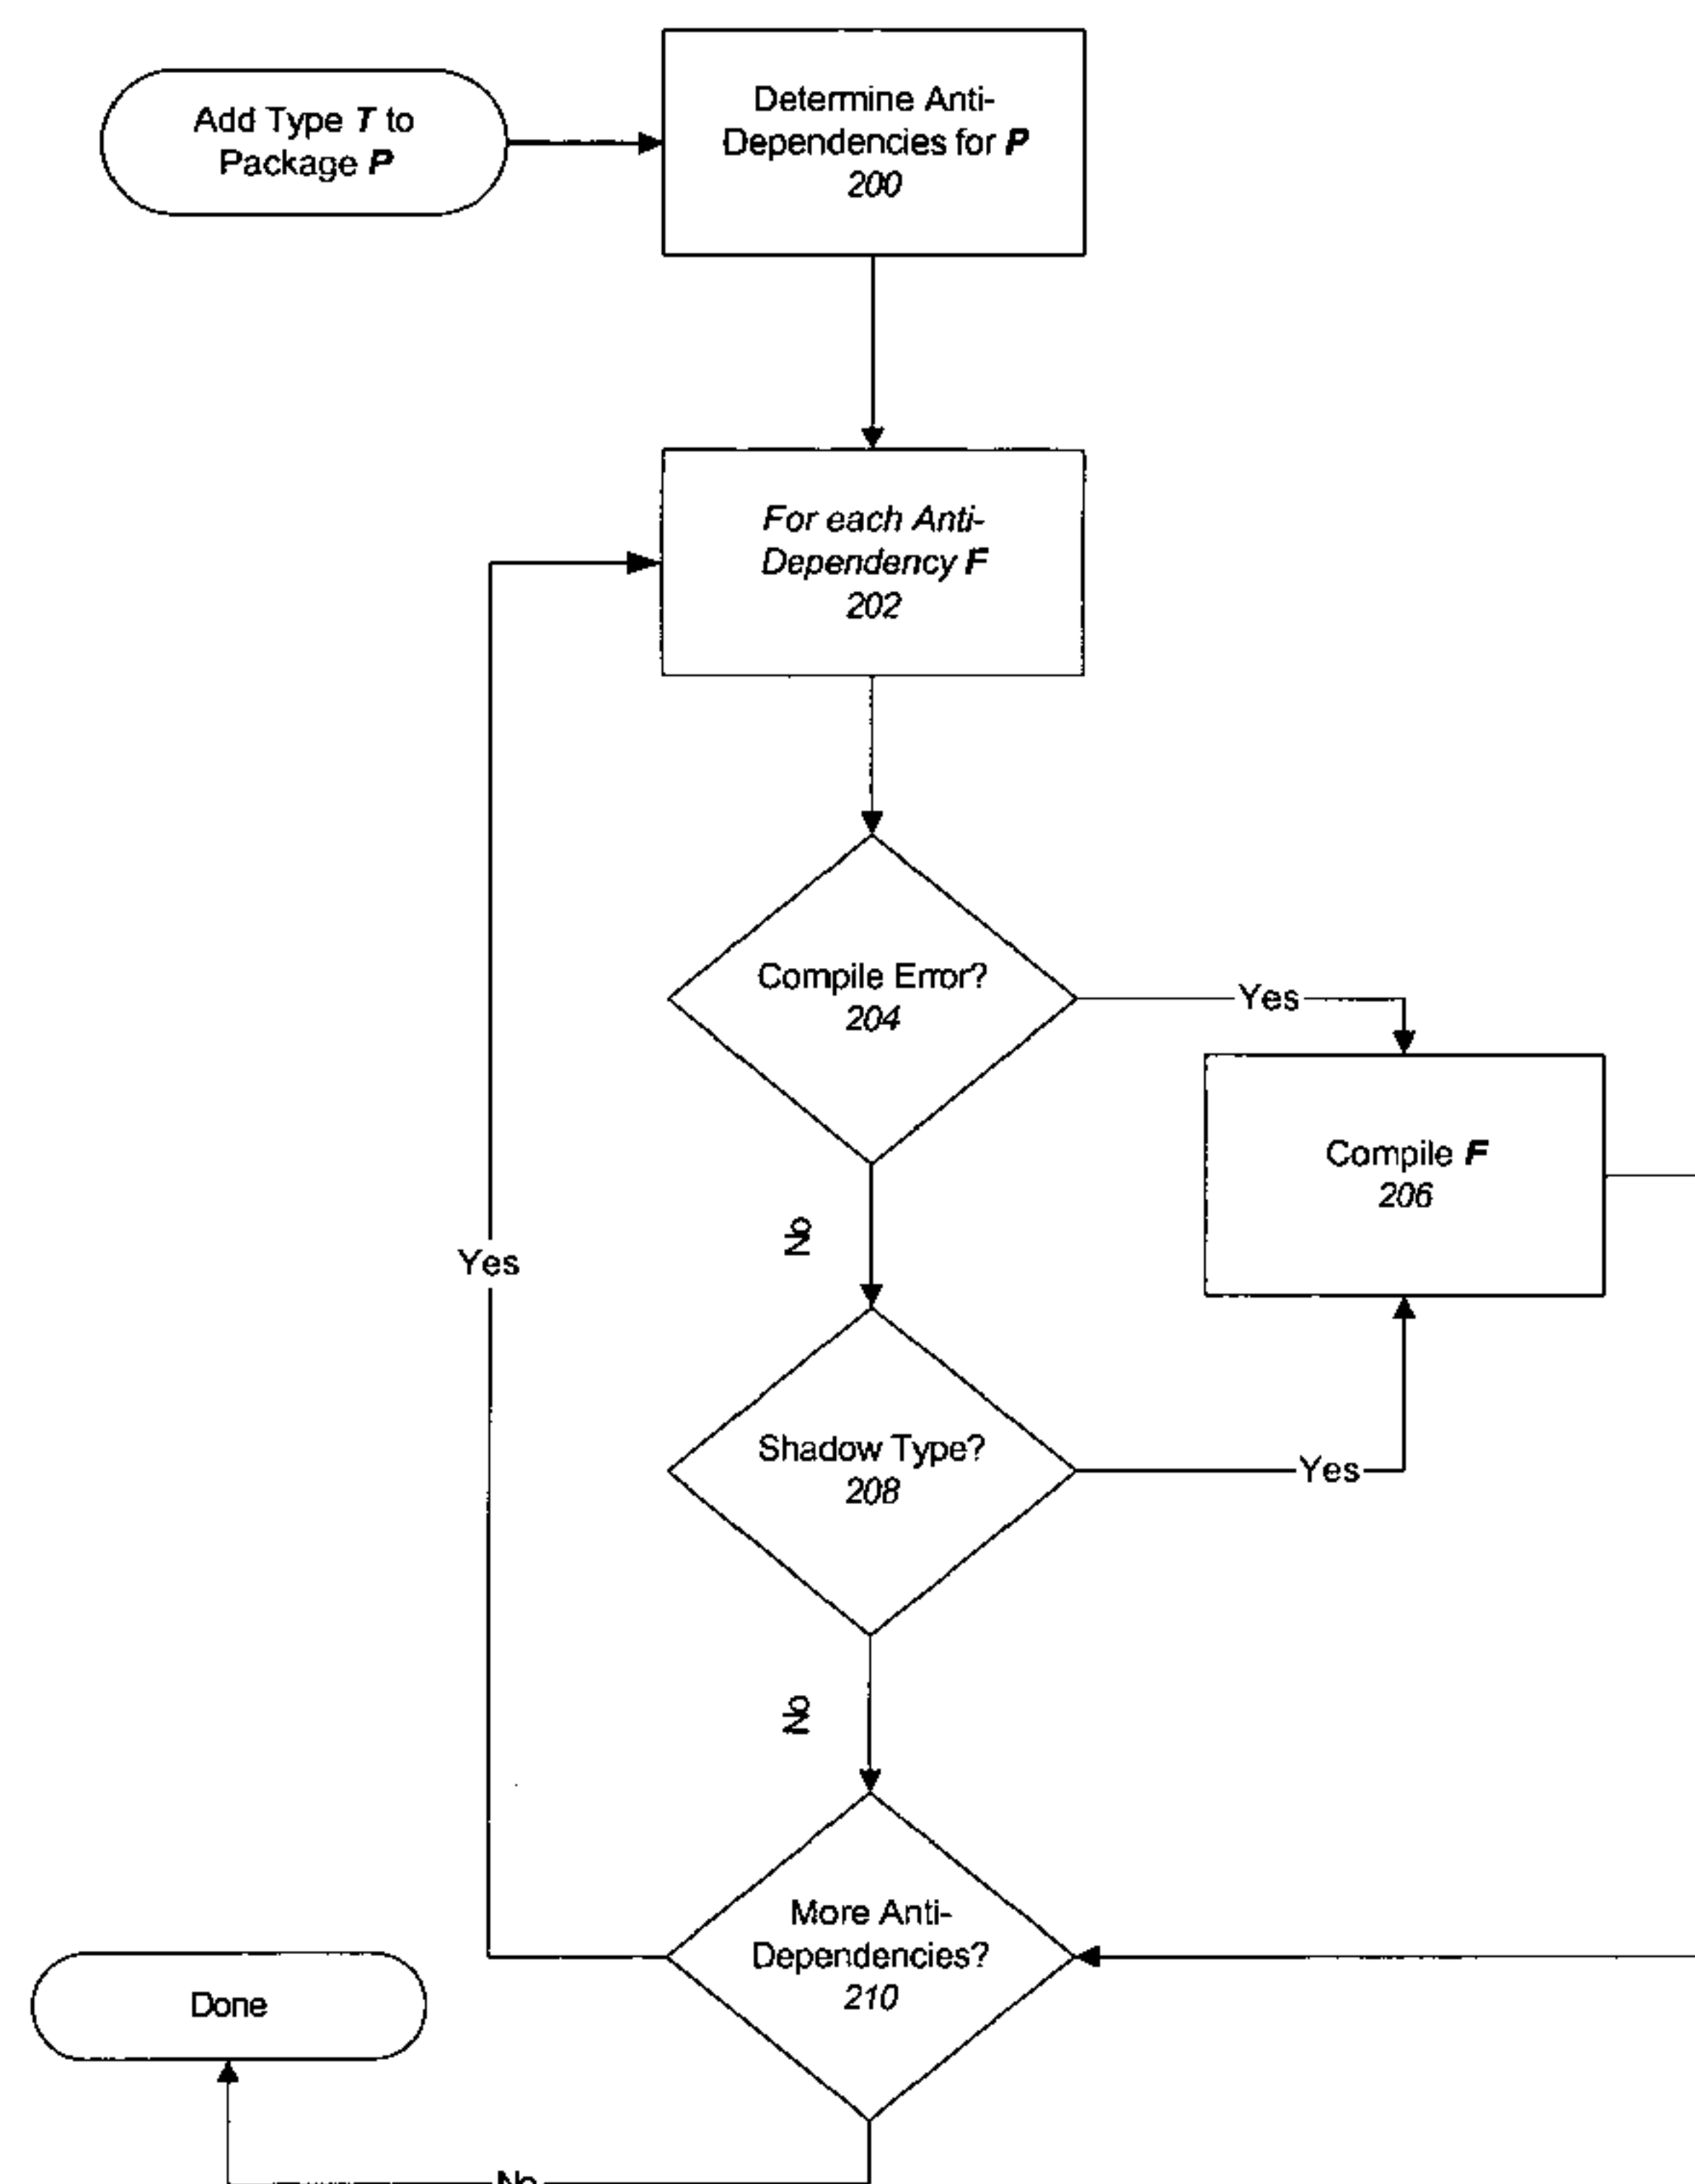 Add Type T to
Package P
Determine Anti-
Dependencies for P
200
For each Anti-
Dependency F
202
Compile Error?
204
Yes
Compile F
206
No
Yes
Shadow Type?
208
Yes
No
More Anti-
Dependencies?
210
Done
No